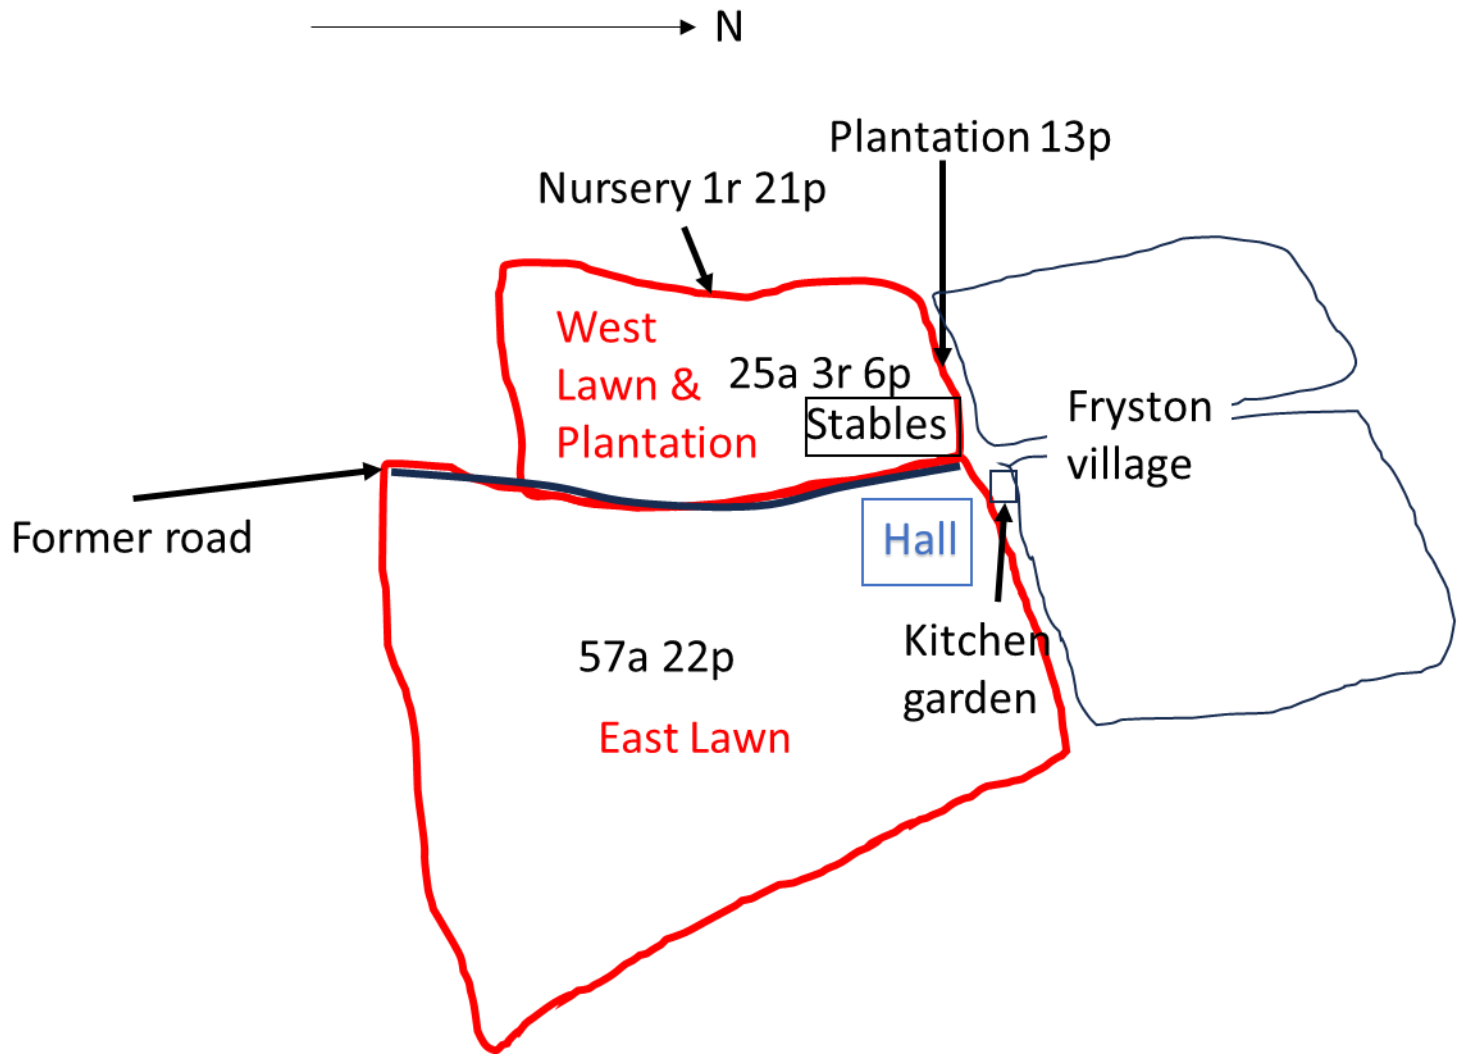 N
Plantation 13p
Nursery 1r 21p
West
Lawn &
Plantation
25a 3r 6p
Stables
Fryston
village
Former road
Hall
Kitchen
garden
57a 22p
East Lawn